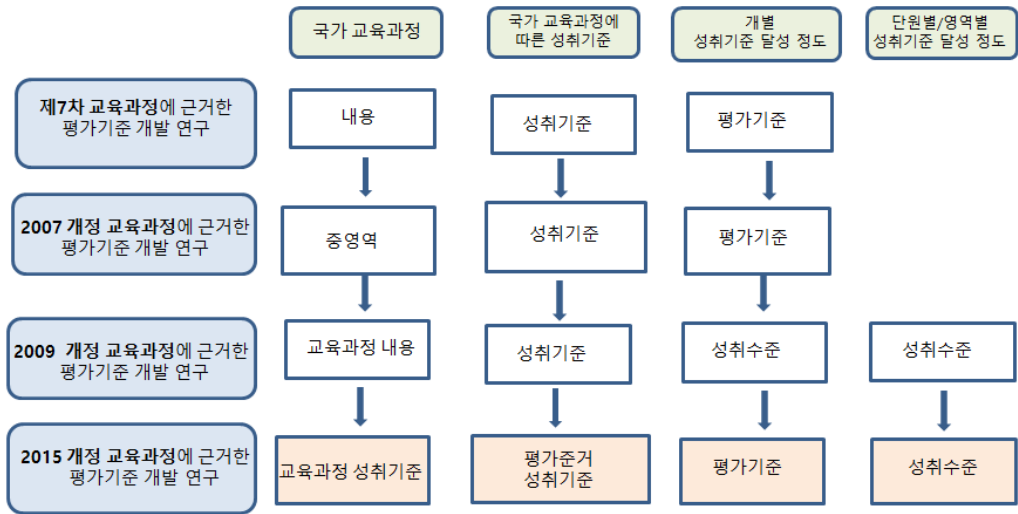 국가 교육과정
국가 교육과정에
따른 성취기준
개별
성취기준 달성 정도
단원별/영역별
성취기준 달성 정도
제7차 교육과정에 근거한
평가기준 개발 연구
내용
성취기준
평가기준
2007 개정 교육과정에 근거한
평가기준 개발 연구
중영역
성취기준
평가기준
2009 개정 교육과정에 근거한
평가기준 개발 연구
교육과정 내용
성취기준
성취수준
성취수준
2015 개정 교육과정에 근거한
평가기준 개발 연구
교육과정 성취기준
평가준거
성취기준
평가기준
성취수준